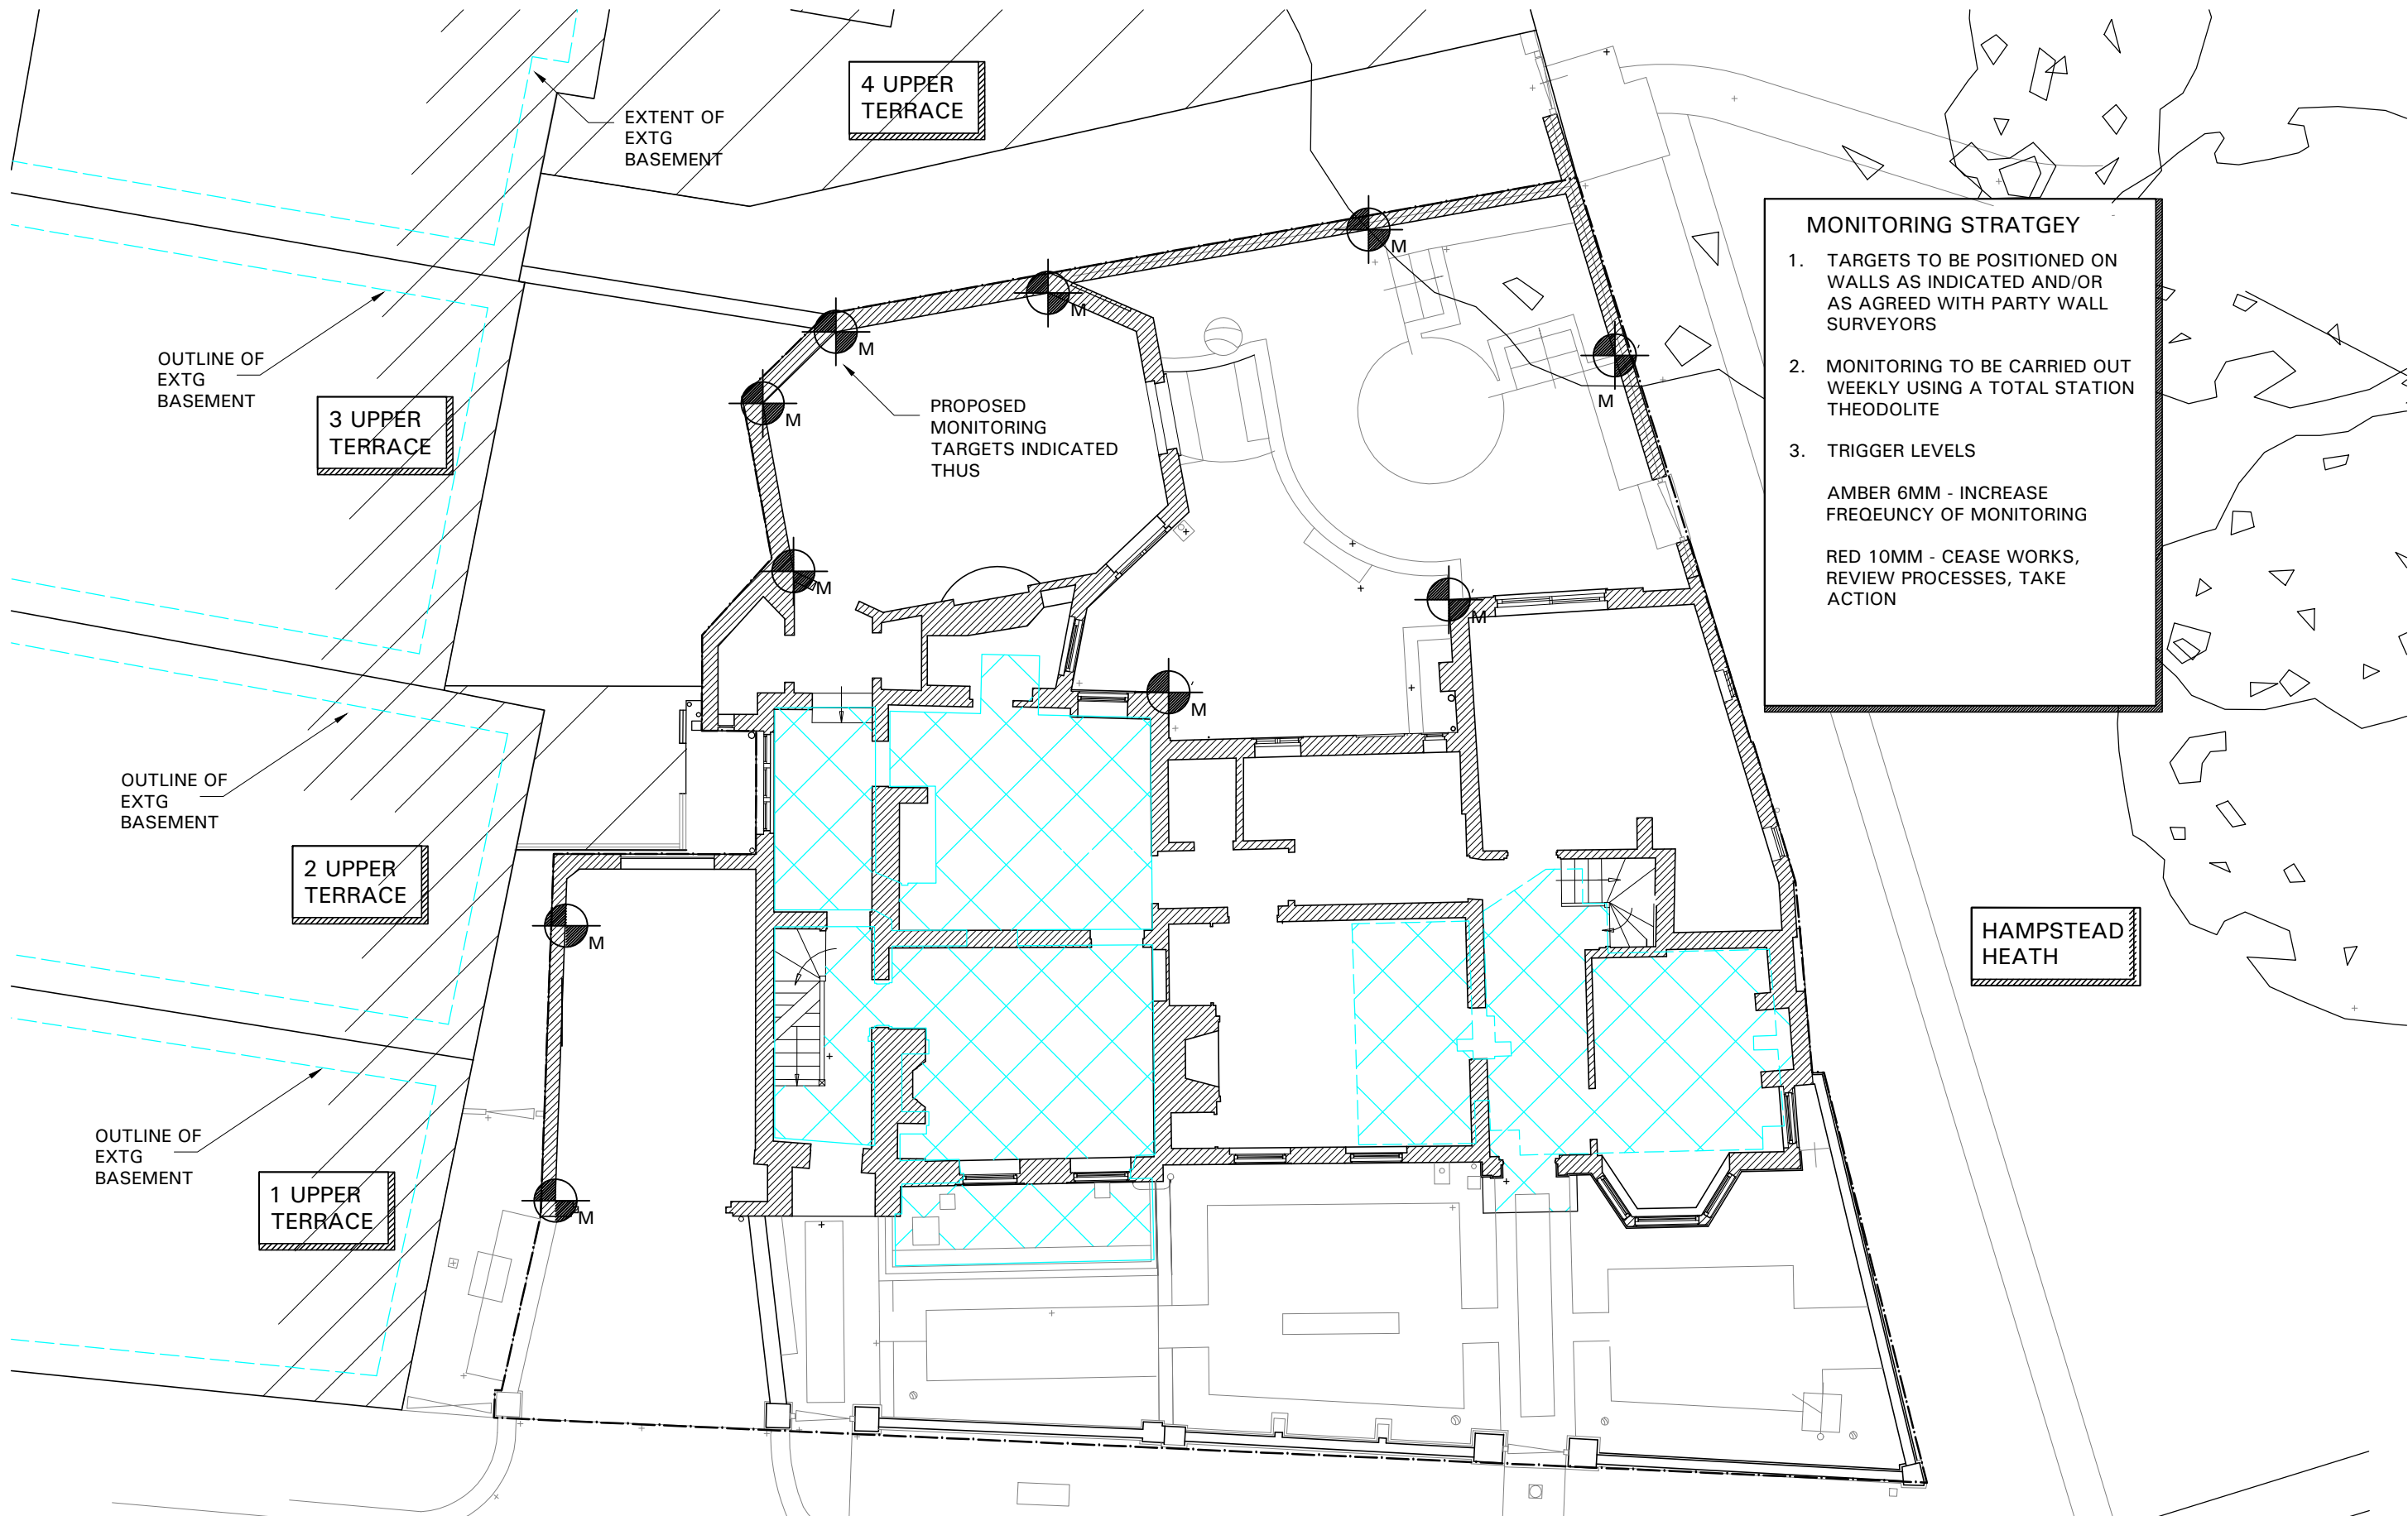 4 UPPER
TERRACE
EXTENT OF
EXTG
BASEMENT
MONITORING STRATGEY
1. TARGETS TO BE POSITIONED ON
WALLS AS INDICATED AND/OR
AS AGREED WITH PARTY WALL
SURVEYORS
2. MONITORING TO BE CARRIED OUT
WEEKLY USING A TOTAL STATION
THEODOLITE
3. TRIGGER LEVELS
AMBER 6MM - INCREASE
FREQEUNCY OF MONITORING
RED 10MM - CEASE WORKS,
REVIEW PROCESSES, TAKE
ACTION
M
M
M
M
M
OUTLINE OF
EXTG
BASEMENT
3 UPPER
TERRACE
PROPOSED
MONITORING
TARGETS INDICATED
THUS
M
M
M
OUTLINE OF
EXTG
BASEMENT
2 UPPER
TERRACE
M
HAMPSTEAD
HEATH
OUTLINE OF
EXTG
BASEMENT
1 UPPER
TERRACE
M